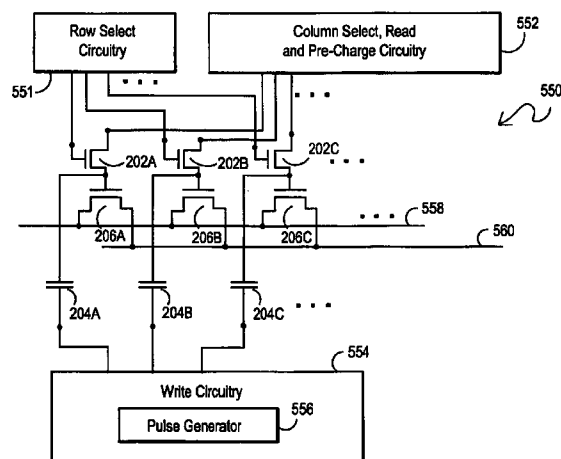 Row Select
Circuitry
Column Select, Read
and Pre-Charge Circuitry
552
551
550
202A
202B
202C
558
206A
206B
206C
560
204A
204B
204C
554
Write Circuitry
Pulse Generator
556